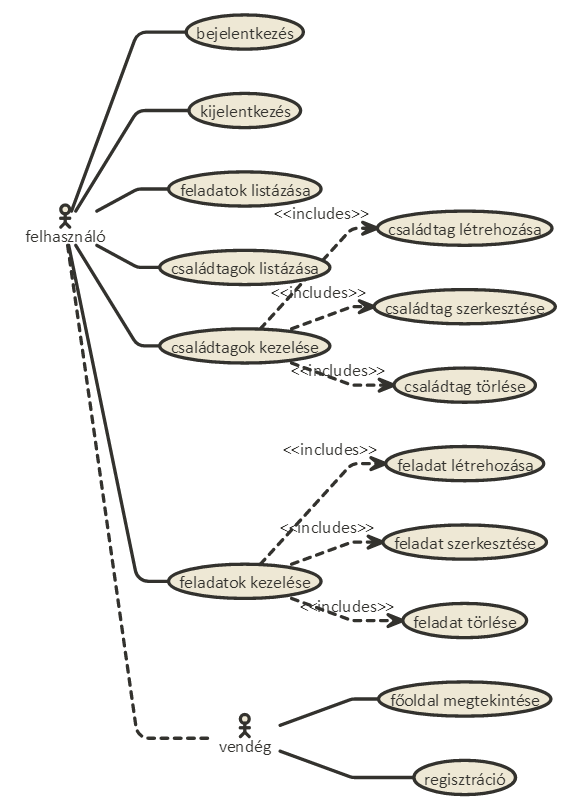 bejelentkezés
kijelentkezés
feladatok listázása
<<includes>>
családtag létrehozása
felhasználó
családtagok listázása
<<includes>>
családtag szerkesztése
családtagok kezelése
<<includes>>
családtag törlése
<<includes>>
feladat létrehozása
<<includes>>
feladat szerkesztése
feladatok kezelése
<<includes>>
feladat törlése
főoldal megtekintése
vendég
regisztráció